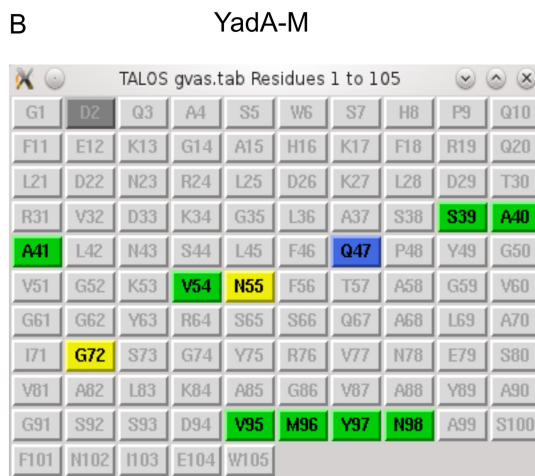 B YadA-M
TALOS gvas.tab Residues 1 to 105
G1 D2 Q3 A4 S5 W6 S7 H8 P9 Q10
F11 E12 K13 G14 A15 H16 K17 F18 R19 Q20
L21 D22 N23 R24 L25 D26 K27 L28 D29 T30
R31 V32 D33 K34 G35 L36 A37 S38 S39 A40
A41 L42 N43 S44 L45 F46 Q47 P48 Y49 G50
V51 G52 K53 V54 N55 F56 T57 A58 G59 V60
G61 G62 Y63 R64 S65 S66 Q67 A68 L69 A70
I71 G72 S73 G74 Y75 R76 V77 N78 E79 S80
V81 A82 L83 K84 A85 G86 V87 A88 Y89 A90
G91 S92 S93 D94 V95 M96 Y97 N98 A99 S100
F101 N102 I103 E104 W105